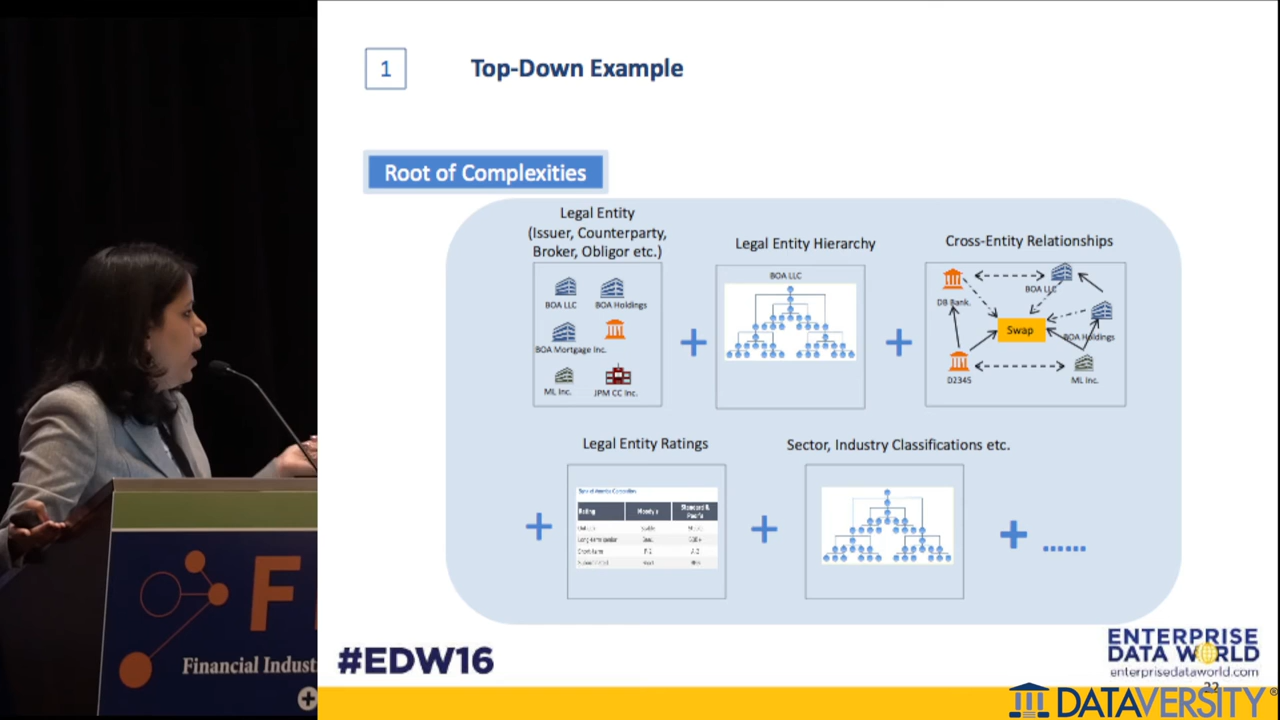 1
Top-Down Example
Root of Complexities
Legal Entity
(Issuer, Counterparty,
Broker, Obligor etc.)
Legal Entity Hierarchy
Cross-Entity Relationships
BOA LLC
BOA Holdings
BOA Mortgage Inc.
ML Inc.
JPM CC Inc.
+
BOA LLC
+
DB Bank.
BOA LLC
Swap
BOA Holdings
D2345
ML Inc.
Legal Entity Ratings
Sector, Industry Classifications etc.
+
Rating
Moody's
Standard &
Poor's
+
+ ......
#EDW16
ENTERPRISE
DATA WORLD
enterprisedataworld.com
22
DATAVERSITY®
F
Financial Indust